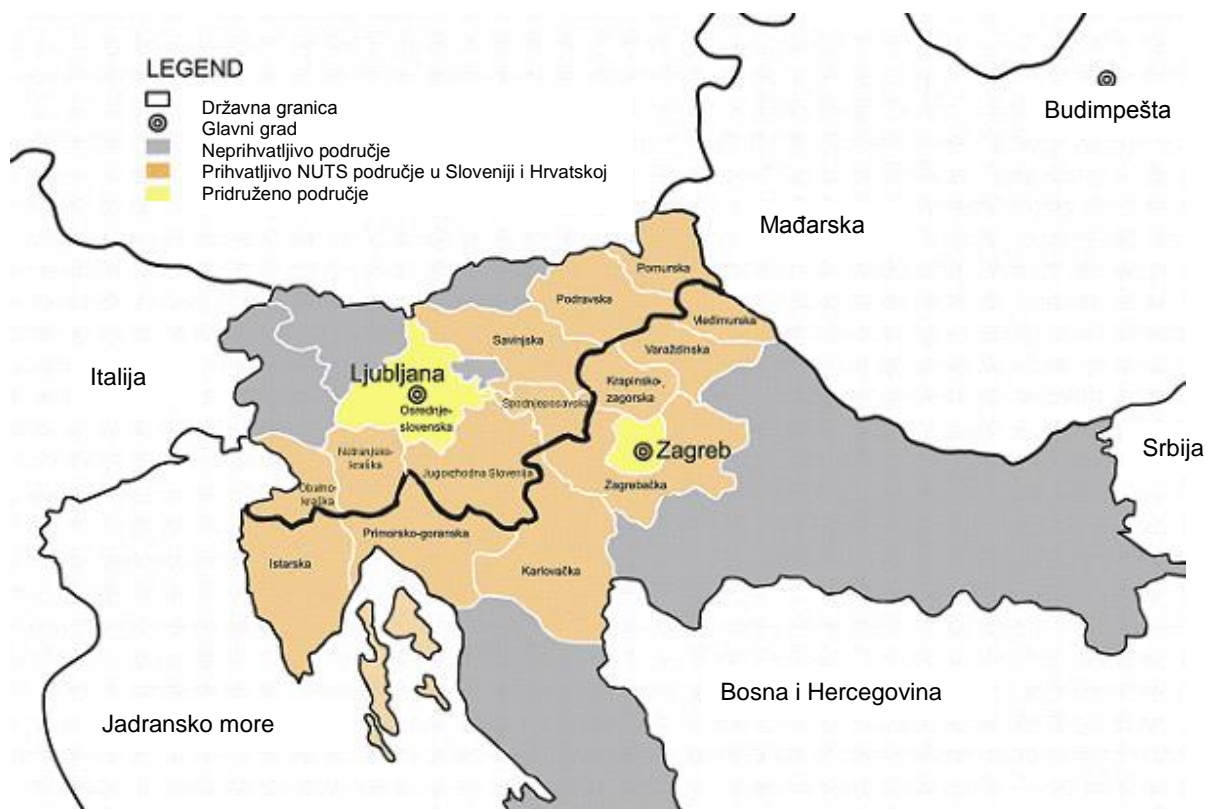 LEGEND
Državna granica
Glavni grad
Neprihvatljivo područje
Prihvatljivo NUTS područje u Sloveniji i Hrvatskoj
Pridruženo područje
Budimpešta
Mađarska
Pomurska
Podravska
Međimurska
Savinjska
Varaždinska
Italija
Ljubljana
Krapinsko-
zagorska
Spodnjeposavska
Osrednje-
slovenska
Zagreb
Srbija
Notranjsko-
kraška
Jugoizhodna Slovenija
Zagrebačka
Obalno-
kraška
Primorsko-goranska
Istarska
Karlovačka
Bosna i Hercegovina
Jadransko more